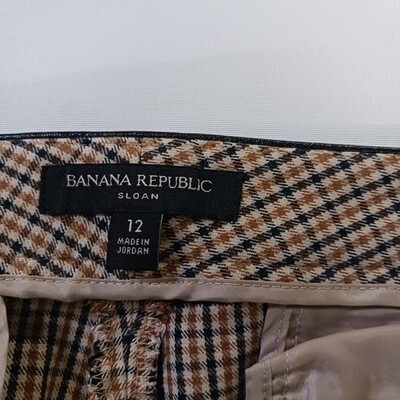 BANANA REPUBLIC
SLOAN
12
MADE IN
JORDAN